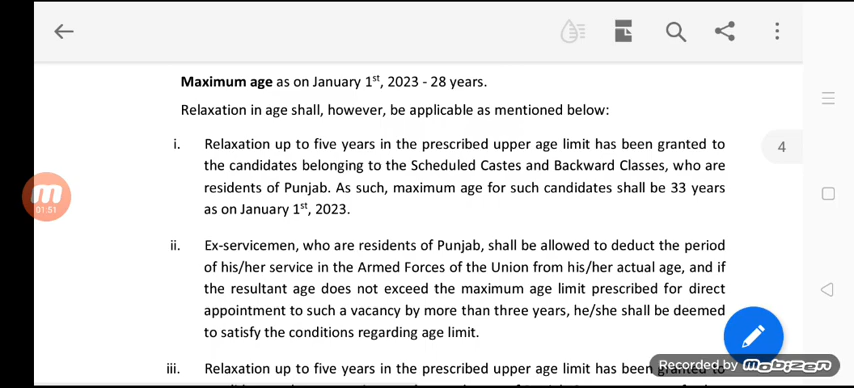 Maximum age as on January 1st, 2023 - 28 years.
Relaxation in age shall, however, be applicable as mentioned below:
i. Relaxation up to five years in the prescribed upper age limit has been granted to
the candidates belonging to the Scheduled Castes and Backward Classes, who are
residents of Punjab. As such, maximum age for such candidates shall be 33 years
as on January 1st, 2023.
4
m
01:51
ii. Ex-servicemen, who are residents of Punjab, shall be allowed to deduct the period
of his/her service in the Armed Forces of the Union from his/her actual age, and if
the resultant age does not exceed the maximum age limit prescribed for direct
appointment to such a vacancy by more than three years, he/she shall be deemed
to satisfy the conditions regarding age limit.
iii. Relaxation up to five years in the prescribed upper age limit has been granted to
Recorded by mobizen